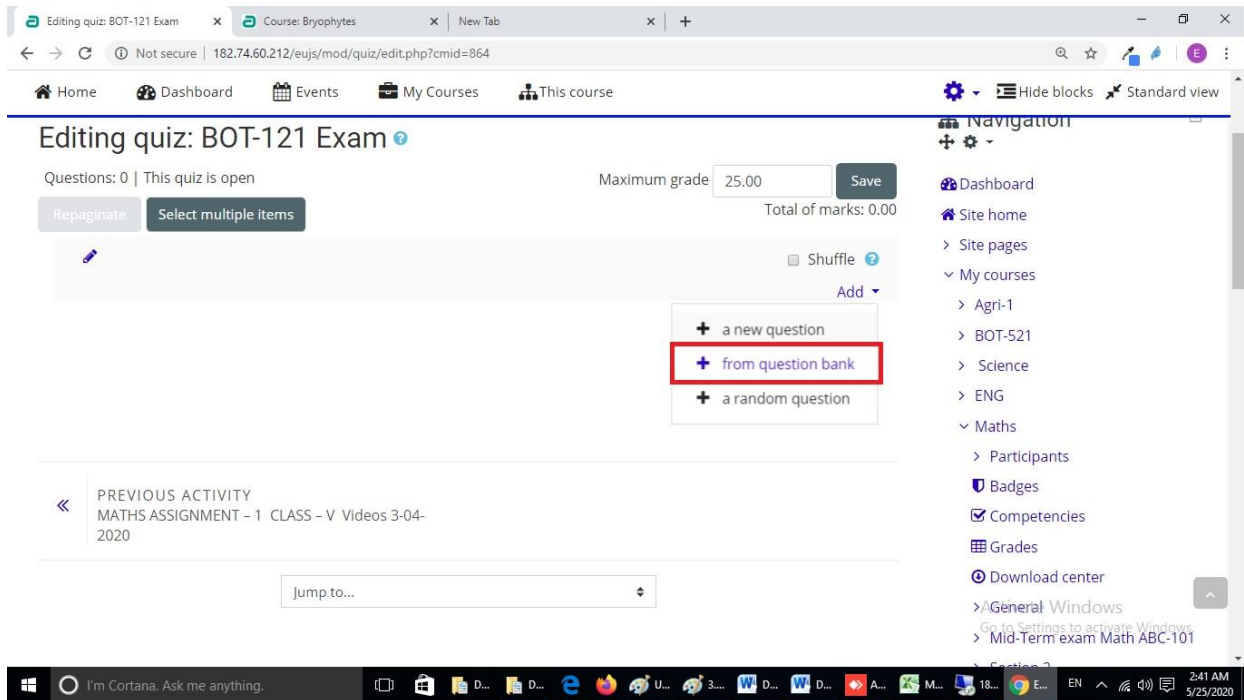 Editing quiz: BOT-121 Exam
Course: Bryophytes
New Tab
Not secure | 182.74.60.212/eujs/mod/quiz/edit.php?cmid=864
E
Home Dashboard Events My Courses This course
Hide blocks Standard view
Editing quiz: BOT-121 Exam
Questions: 0 | This quiz is open
Maximum grade 25.00 Save
Repaginate Select multiple items
Total of marks: 0.00
Shuffle
Add
a new question
from question bank
a random question
PREVIOUS ACTIVITY
MATHS ASSIGNMENT – 1 CLASS – V Videos 3-04-
2020
Jump to...
Navigation
Dashboard
Site home
Site pages
My courses
Agri-1
BOT-521
Science
ENG
Maths
Participants
Badges
Competencies
Grades
Download center
General
Activate Windows
Go to Settings to activate Windows.
Mid-Term exam Math ABC-101
Section 2
I'm Cortana. Ask me anything.
D... D... U... 3... D... D... A... M... 18... E...
EN
2:41 AM
5/25/2020